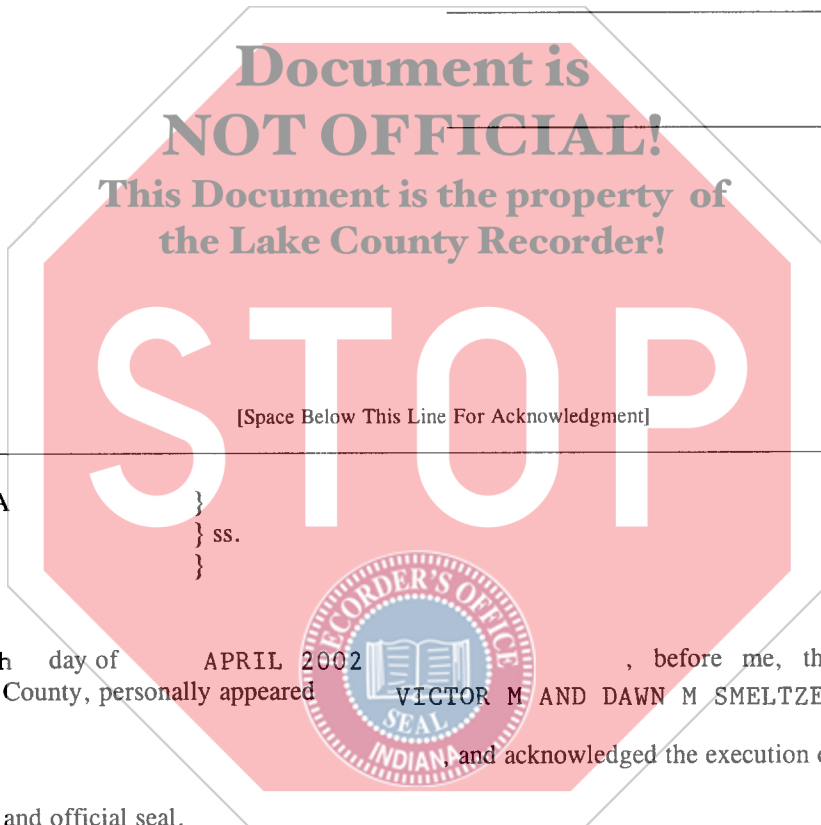 Document is
NOT OFFICIAL!
This Document is the property of
the Lake County Recorder!
STOP
[Space Below This Line For Acknowledgment]
A }
} ss.
}
h day of APRIL 2002 , before me, th
County, personally appeared VICTOR M AND DAWN M SMELTZE
, and acknowledged the execution o
and official seal.
RECORDER'S OFFICE
SEAL
INDIANA